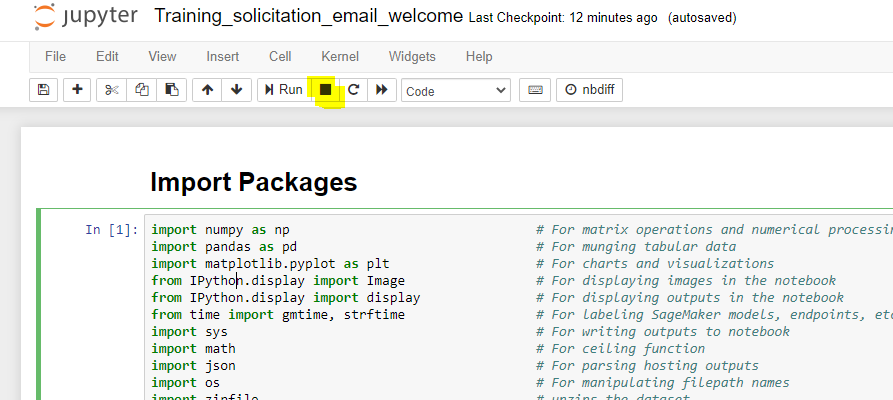 jupyter Training_solicitation_email_welcome Last Checkpoint: 12 minutes ago (autosaved)
File Edit View Insert Cell Kernel Widgets Help
Run Code nbdiff
Import Packages
In [1]: import numpy as np # For matrix operations and numerical processin
import pandas as pd # For munging tabular data
import matplotlib.pyplot as plt # For charts and visualizations
from IPython.display import Image # For displaying images in the notebook
from IPython.display import display # For displaying outputs in the notebook
from time import gmtime, strftime # For labeling SageMaker models, endpoints, etc
import sys # For writing outputs to notebook
import math # For ceiling function
import json # For parsing hosting outputs
import os # For manipulating filepath names
import zipfile # unzips the dataset